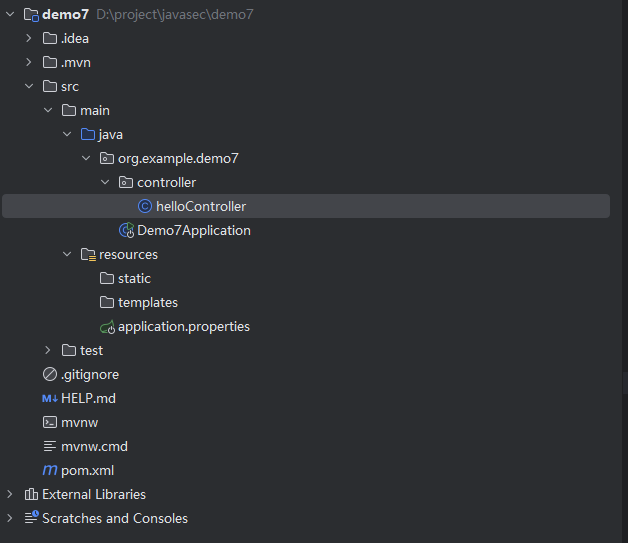 demo7 D:\project\javasec\demo7
.idea
.mvn
src
main
java
org.example.demo7
controller
helloController
Demo7Application
resources
static
templates
application.properties
test
.gitignore
HELP.md
mvnw
mvnw.cmd
pom.xml
External Libraries
Scratches and Consoles